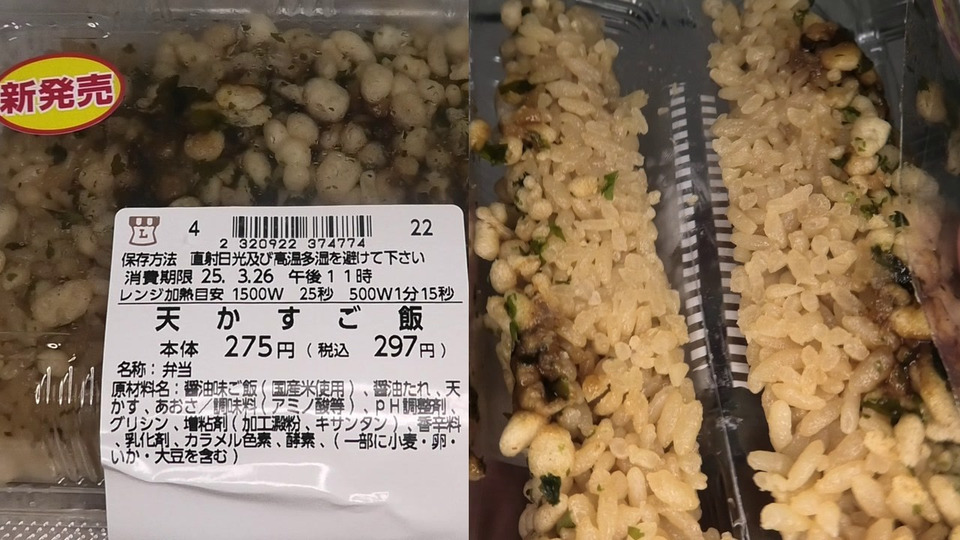 新発売
L
4
22
2 320922 374774
保存方法 直射日光及び高温多湿を避けて下さい
消費期限 25. 3.26 午後11時
レンジ加熱目安 1500W 25秒 500W1分15秒
天かすご飯
本体 275円（税込 297円）
名称：弁当
原材料名：醤油味ご飯（国産米使用）、醤油たれ、天
かす、あおさ／調味料（アミノ酸等）、pH調整剤、
グリシン、増粘剤（加工澱粉、キサンタン）、香辛料
、乳化剤、カラメル色素、酵素、（一部に小麦・卵・
いか・大豆を含む）